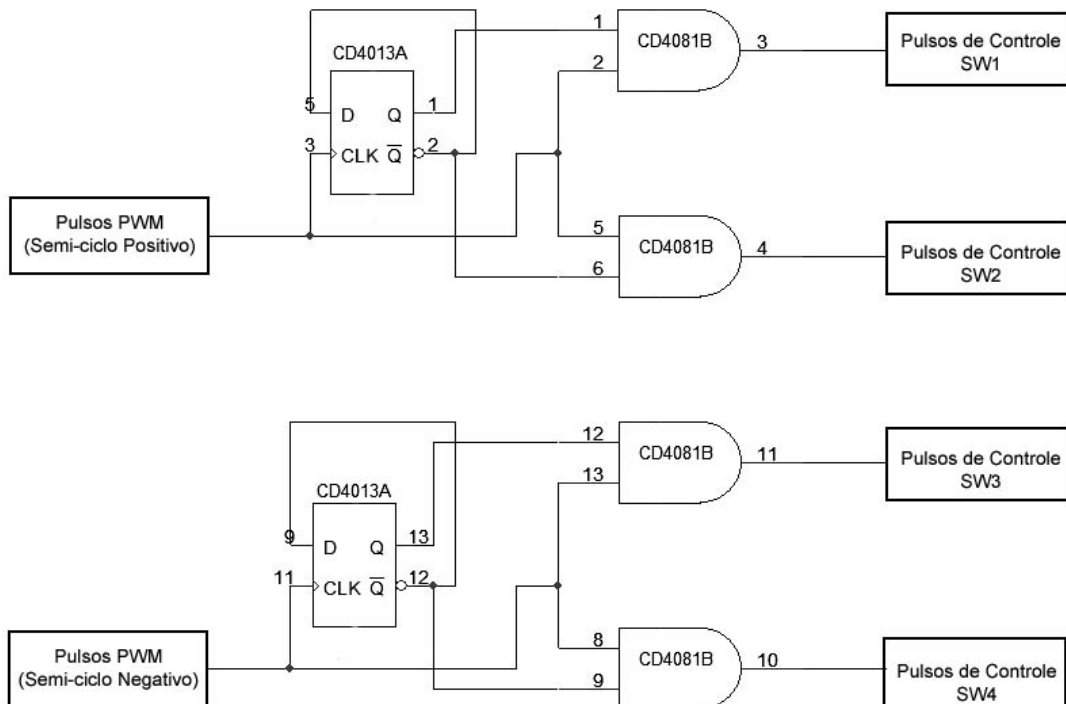 1
CD4081B
3
Pulsos de Controle
SW1
CD4013A
2
5
D
Q
1
3
CLK
Q̅
2
Pulsos PWM
(Semi-ciclo Positivo)
5
CD4081B
4
Pulsos de Controle
SW2
6
12
CD4081B
11
Pulsos de Controle
SW3
13
CD4013A
9
D
Q
13
11
CLK
Q̅
12
Pulsos PWM
(Semi-ciclo Negativo)
8
CD4081B
10
Pulsos de Controle
SW4
9